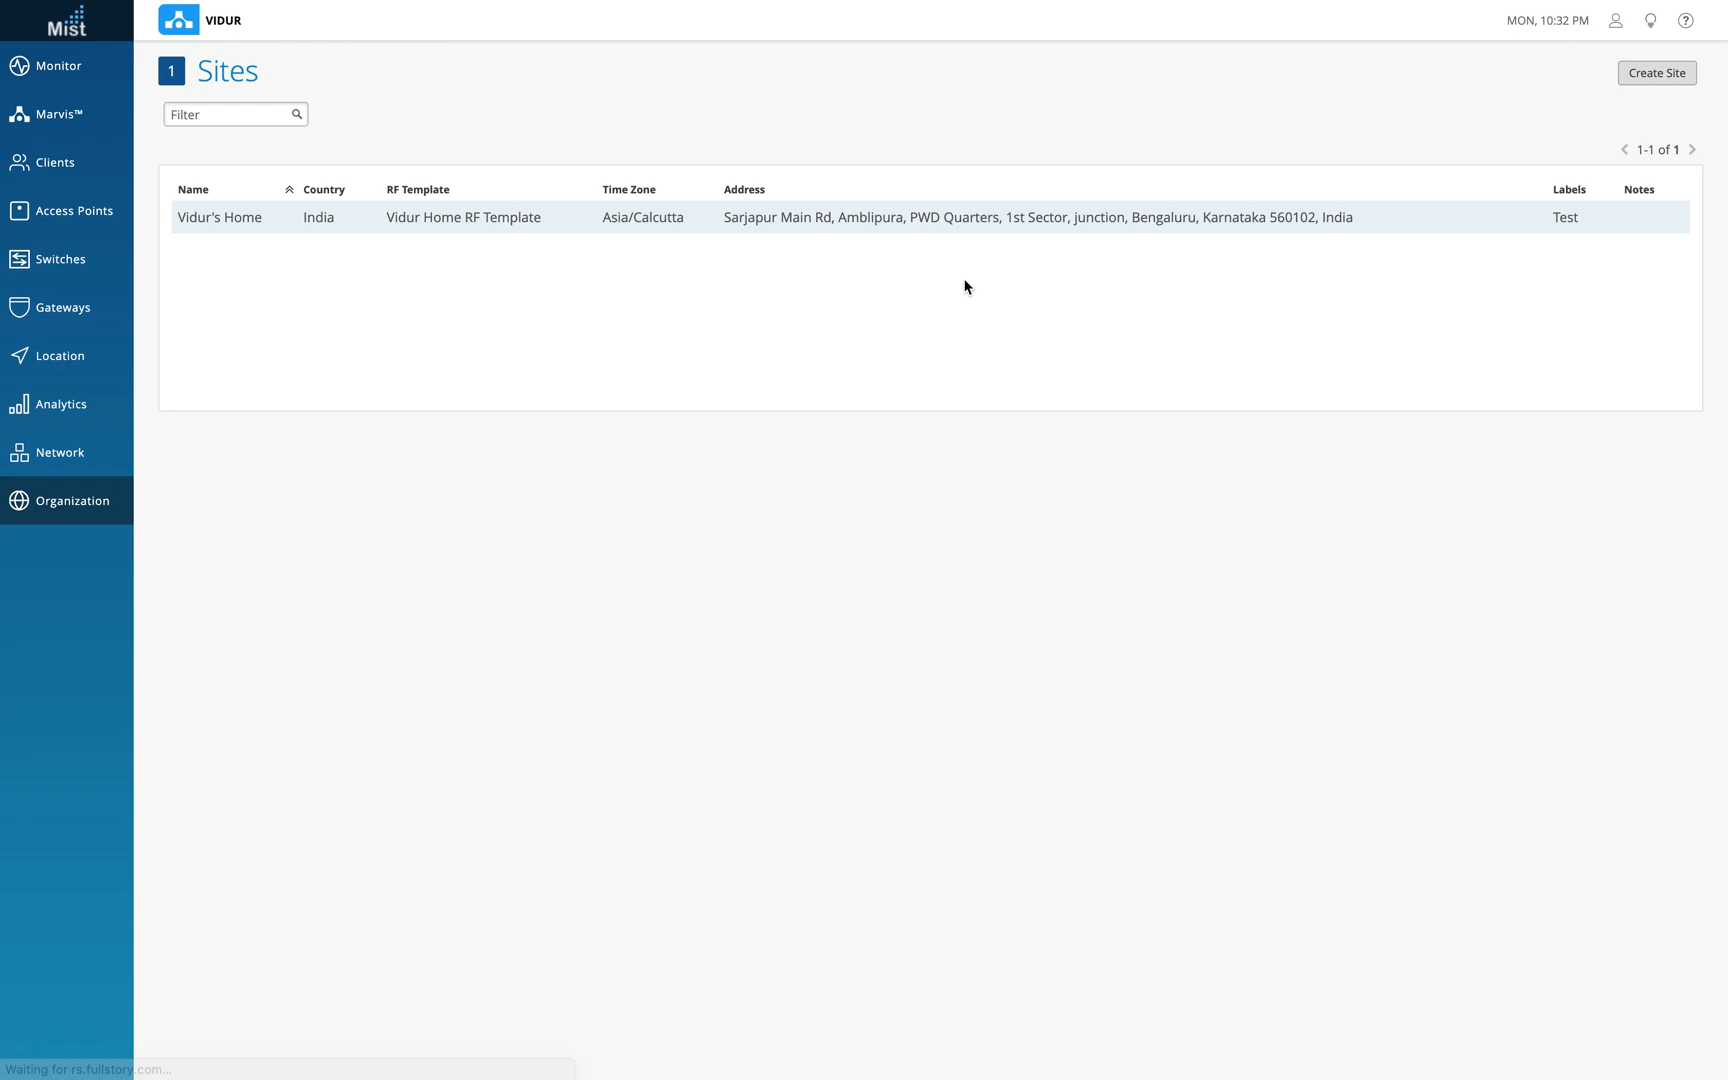 Mist
VIDUR
MON, 10:32 PM
Monitor
Marvis™
Clients
Access Points
Switches
Gateways
Location
Analytics
Network
Organization
1 Sites
Create Site
Filter
1-1 of 1
Name Country RF Template Time Zone Address Labels Notes
Vidur's Home India Vidur Home RF Template Asia/Calcutta Sarjapur Main Rd, Amblipura, PWD Quarters, 1st Sector, junction, Bengaluru, Karnataka 560102, India Test
Waiting for rs.fullstory.com...